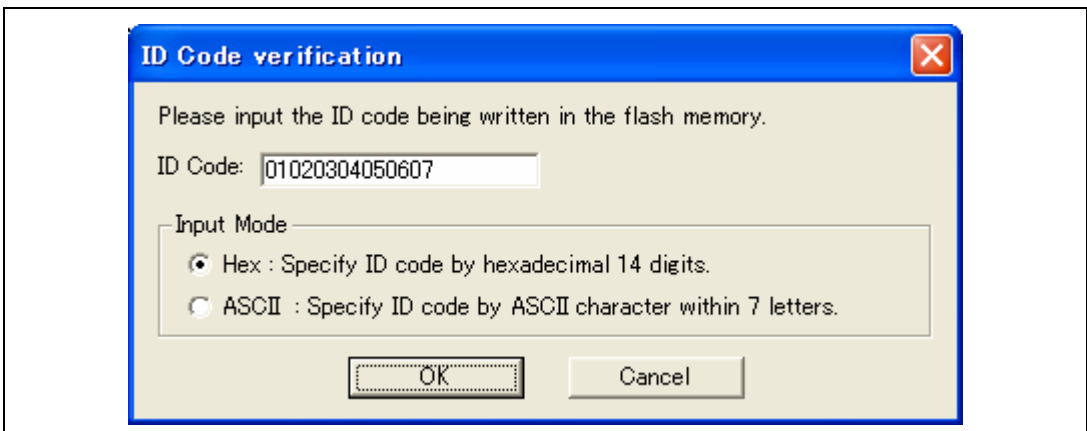 ID Code verification
Please input the ID code being written in the flash memory.
ID Code: 01020304050607
Input Mode
Hex : Specify ID code by hexadecimal 14 digits.
ASCII : Specify ID code by ASCII character within 7 letters.
OK Cancel